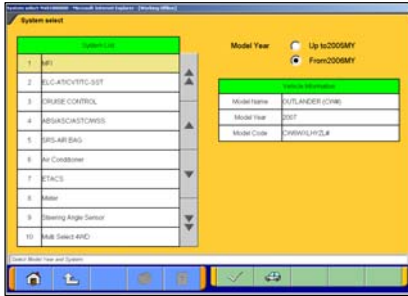 System select
System List
1 MFI
2 ELC-AT/CVT/TC-SST
3 CRUISE CONTROL
4 ABS/ASC/ASTC/WSS
5 SRS-AIR BAG
6 Air Conditioner
7 ETACS
8 Meter
9 Steering Angle Sensor
10 Multi Select 4WD
Model Year
Up to2005MY
From2006MY
Vehicle Information
Model Name OUTLANDER (CW#)
Model Year 2007
Model Code
Select Model Year and System